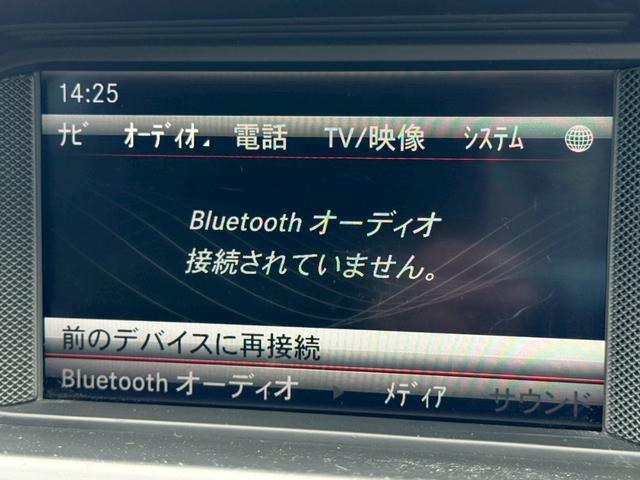 14:25
ナビ オーディオ 電話 TV/映像 システム
Bluetooth オーディオ
接続されていません。
前のデバイスに再接続
Bluetooth オーディオ メディア サウンド